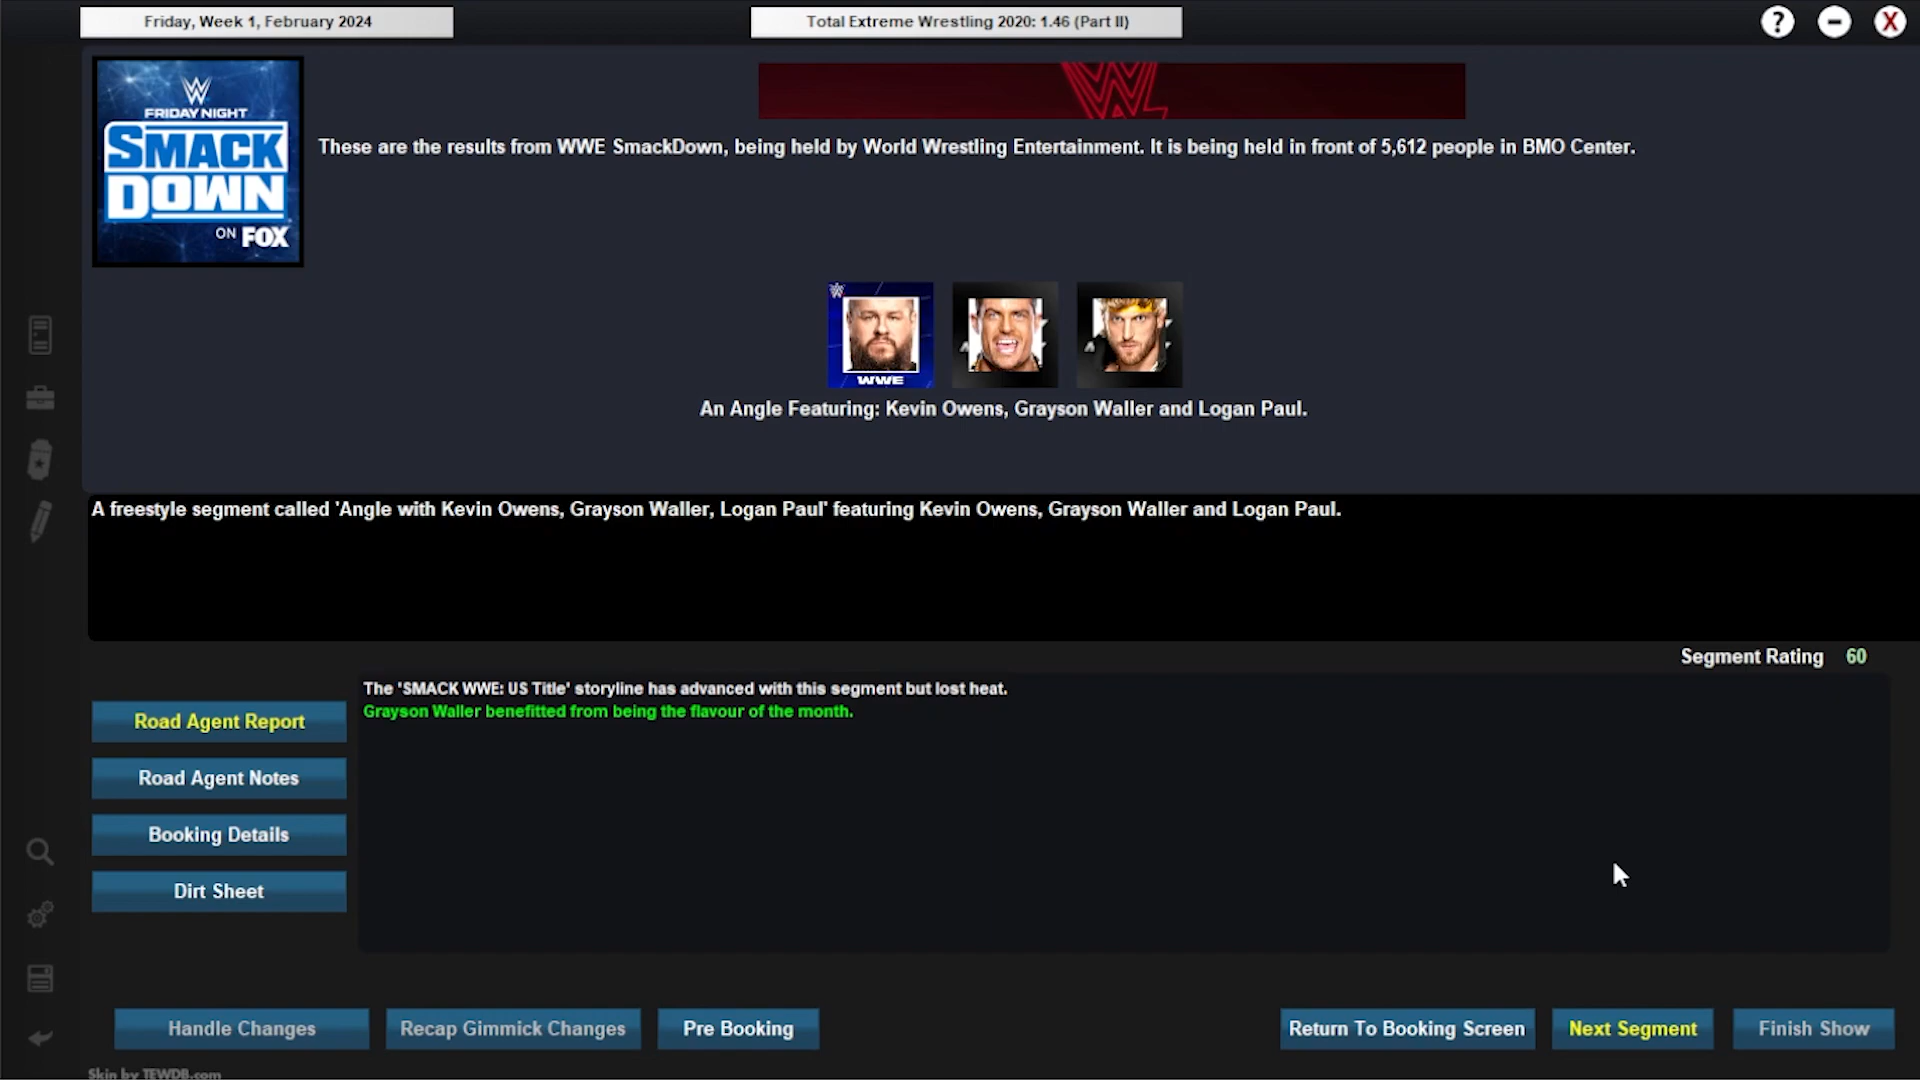 Friday, Week 1, February 2024
Total Extreme Wrestling 2020: 1.46 (Part II)
? - X
FRIDAY NIGHT
SMACK
DOWN
ON FOX
These are the results from WWE SmackDown, being held by World Wrestling Entertainment. It is being held in front of 5,612 people in BMO Center.
WWE
An Angle Featuring: Kevin Owens, Grayson Waller and Logan Paul.
A freestyle segment called 'Angle with Kevin Owens, Grayson Waller, Logan Paul' featuring Kevin Owens, Grayson Waller and Logan Paul.
Segment Rating 60
The 'SMACK WWE: US Title' storyline has advanced with this segment but lost heat.
Grayson Waller benefitted from being the flavour of the month.
Road Agent Report
Road Agent Notes
Booking Details
Dirt Sheet
Handle Changes
Recap Gimmick Changes
Pre Booking
Return To Booking Screen
Next Segment
Finish Show
Skin by TEWDB.com